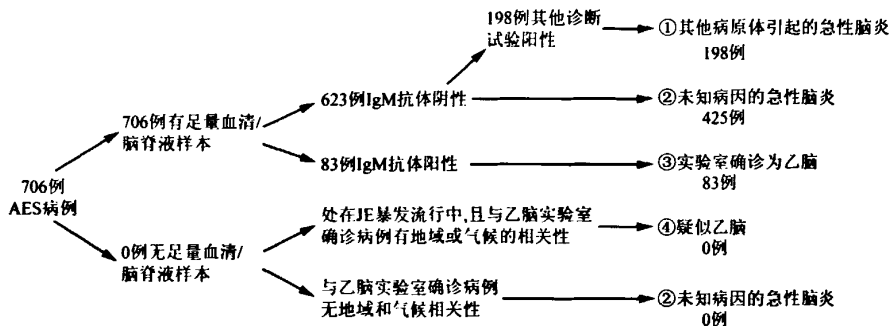 198例其他诊断
试验阳性
①其他病原体引起的急性脑炎
198例
623例IgM抗体阴性
②未知病因的急性脑炎
425例
706例有足量血清/
脑脊液样本
83例IgM抗体阳性
③实验室确诊为乙脑
83例
706例
AES病例
处在JE暴发流行中,且与乙脑实验室
确诊病例有地域或气候的相关性
④疑似乙脑
0例
0例无足量血清/
脑脊液样本
与乙脑实验室确诊病例
无地域和气候相关性
②未知病因的急性脑炎
0例